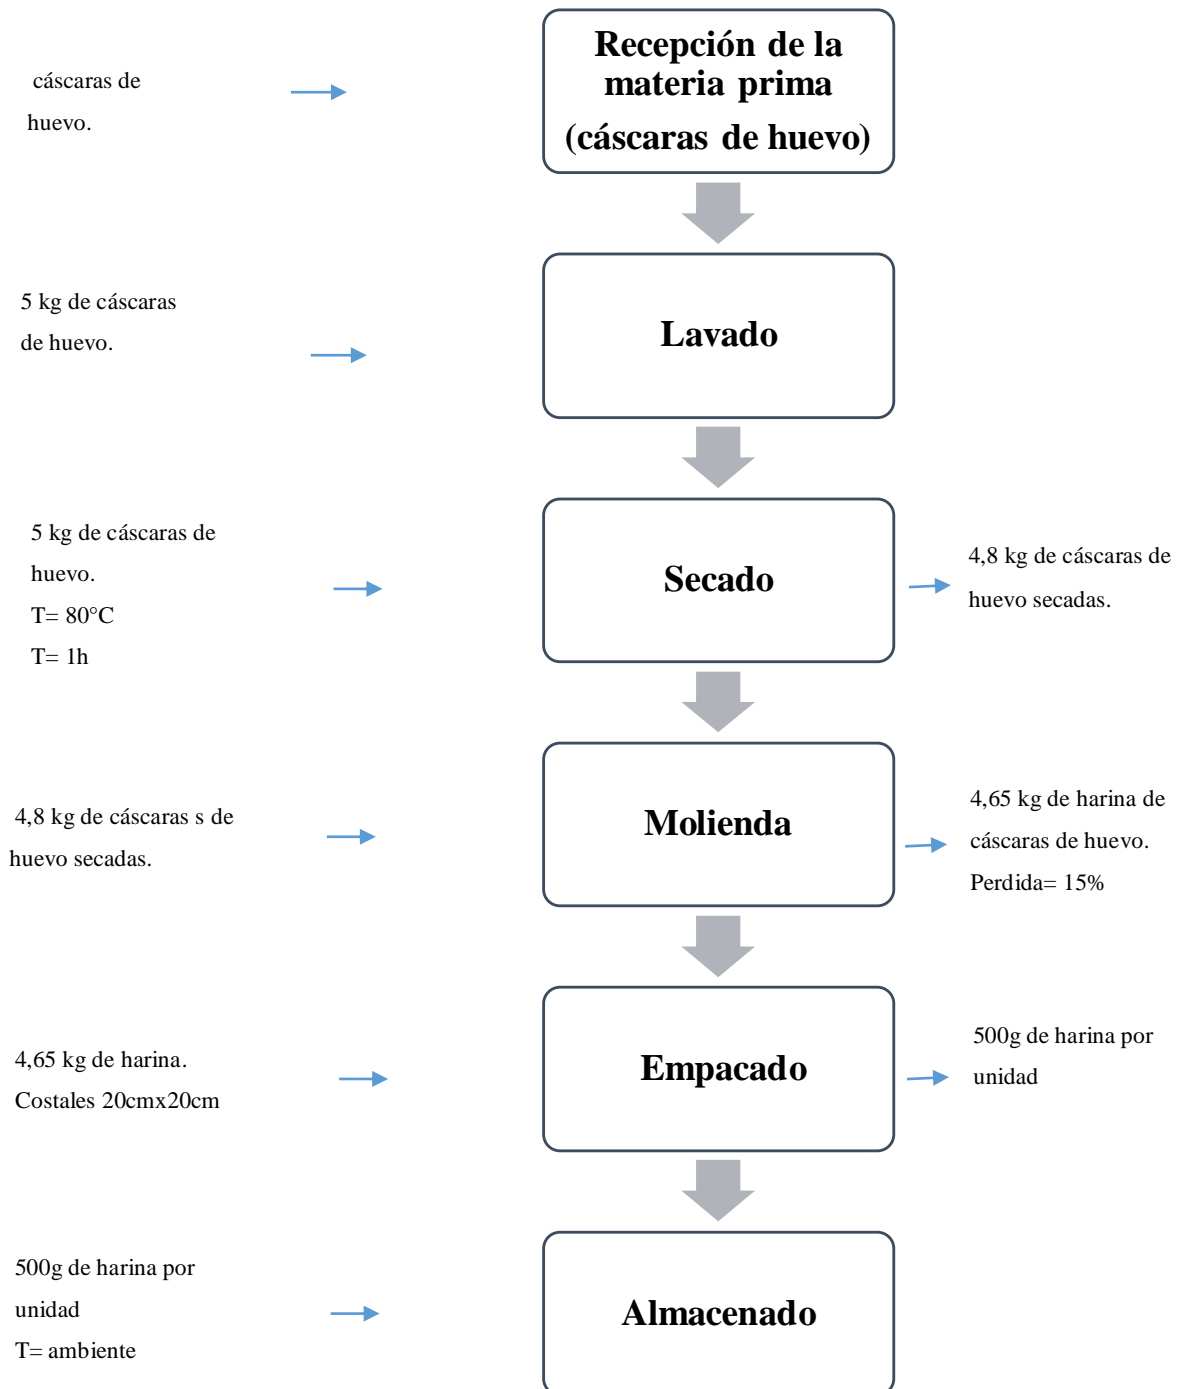 Recepción de la
materia prima
(cáscaras de huevo)
cáscaras de
huevo.
Lavado
5 kg de cáscaras
de huevo.
Secado
5 kg de cáscaras de
huevo.
T= 80°C
T= 1h
4,8 kg de cáscaras de
huevo secadas.
Molienda
4,8 kg de cáscaras s de
huevo secadas.
4,65 kg de harina de
cáscaras de huevo.
Perdida= 15%
Empacado
4,65 kg de harina.
Costales 20cmx20cm
500g de harina por
unidad
Almacenado
500g de harina por
unidad
T= ambiente